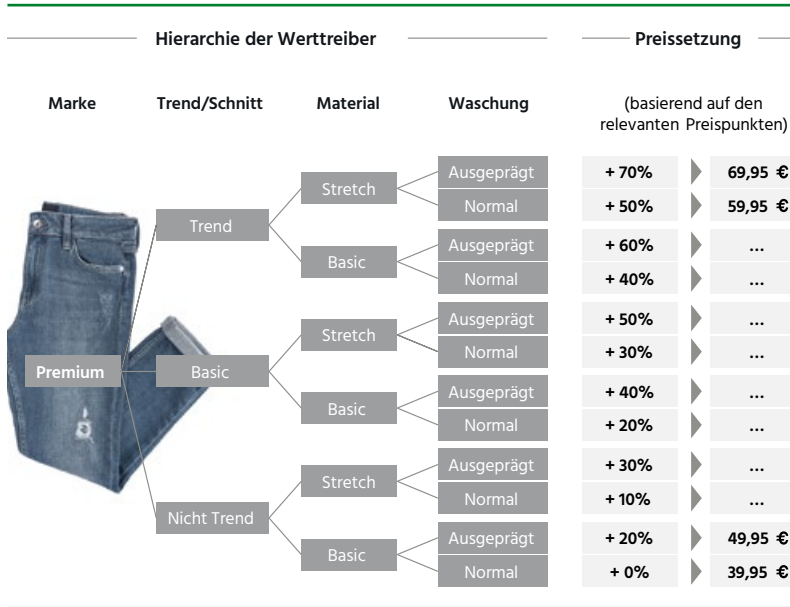 Hierarchie der Werttreiber
Preissetzung
Marke
Trend/Schnitt
Material
Waschung
(basierend auf den
relevanten Preispunkten)
Premium
Trend
Stretch
Ausgeprägt + 70% 69,95 €
Normal + 50% 59,95 €
Basic
Ausgeprägt + 60% ...
Normal + 40% ...
Basic
Stretch
Ausgeprägt + 50% ...
Normal + 30% ...
Basic
Ausgeprägt + 40% ...
Normal + 20% ...
Nicht Trend
Stretch
Ausgeprägt + 30% ...
Normal + 10% ...
Basic
Ausgeprägt + 20% 49,95 €
Normal + 0% 39,95 €